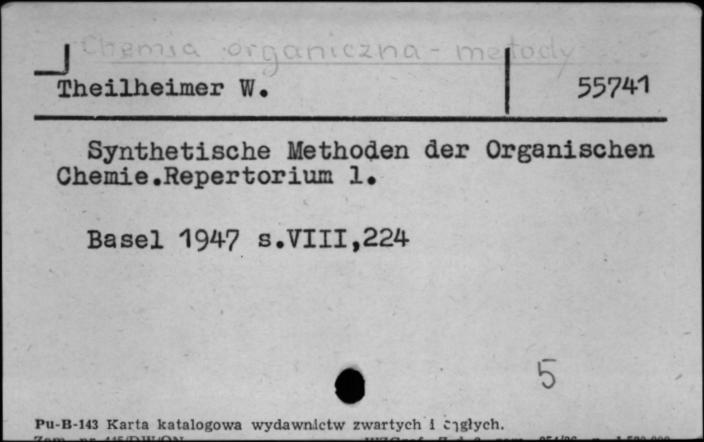 Chemia organiczna - metody
Theilheimer W. 55741
Synthetische Methoden der Organischen
Chemie.Repertorium 1.
Basel 1947 s.VIII,224
5
Pu-B-143 Karta katalogowa wydawnictw zwartych i ciągłych.